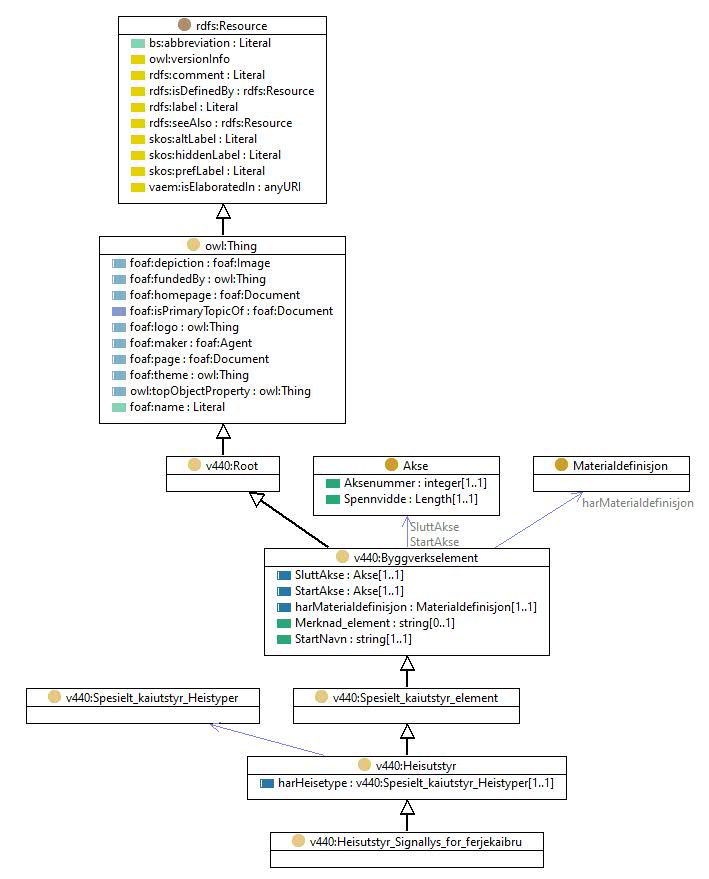 rdfs:Resource
bs:abbreviation : Literal
owl:versionInfo
rdfs:comment : Literal
rdfs:isDefinedBy : rdfs:Resource
rdfs:label : Literal
rdfs:seeAlso : rdfs:Resource
skos:altLabel : Literal
skos:hiddenLabel : Literal
skos:prefLabel : Literal
vaem:isElaboratedIn : anyURI
owl:Thing
foaf:depiction : foaf:Image
foaf:fundedBy : owl:Thing
foaf:homepage : foaf:Document
foaf:isPrimaryTopicOf : foaf:Document
foaf:logo : owl:Thing
foaf:maker : foaf:Agent
foaf:page : foaf:Document
foaf:theme : owl:Thing
owl:topObjectProperty : owl:Thing
foaf:name : Literal
v440:Root
Akse
Aksenummer : integer[1..1]
Spennvidde : Length[1..1]
Materialdefinisjon
harMaterialdefinisjon
SluttAkse
StartAkse
v440:Byggverkselement
SluttAkse : Akse[1..1]
StartAkse : Akse[1..1]
harMaterialdefinisjon : Materialdefinisjon[1..1]
Merknad_element : string[0..1]
StartNavn : string[1..1]
v440:Spesielt_kaiutstyr_Heistyper
v440:Spesielt_kaiutstyr_element
v440:Heisutstyr
harHeisetype : v440:Spesielt_kaiutstyr_Heistyper[1..1]
v440:Heisutstyr_Signallys_for_ferjekaibru